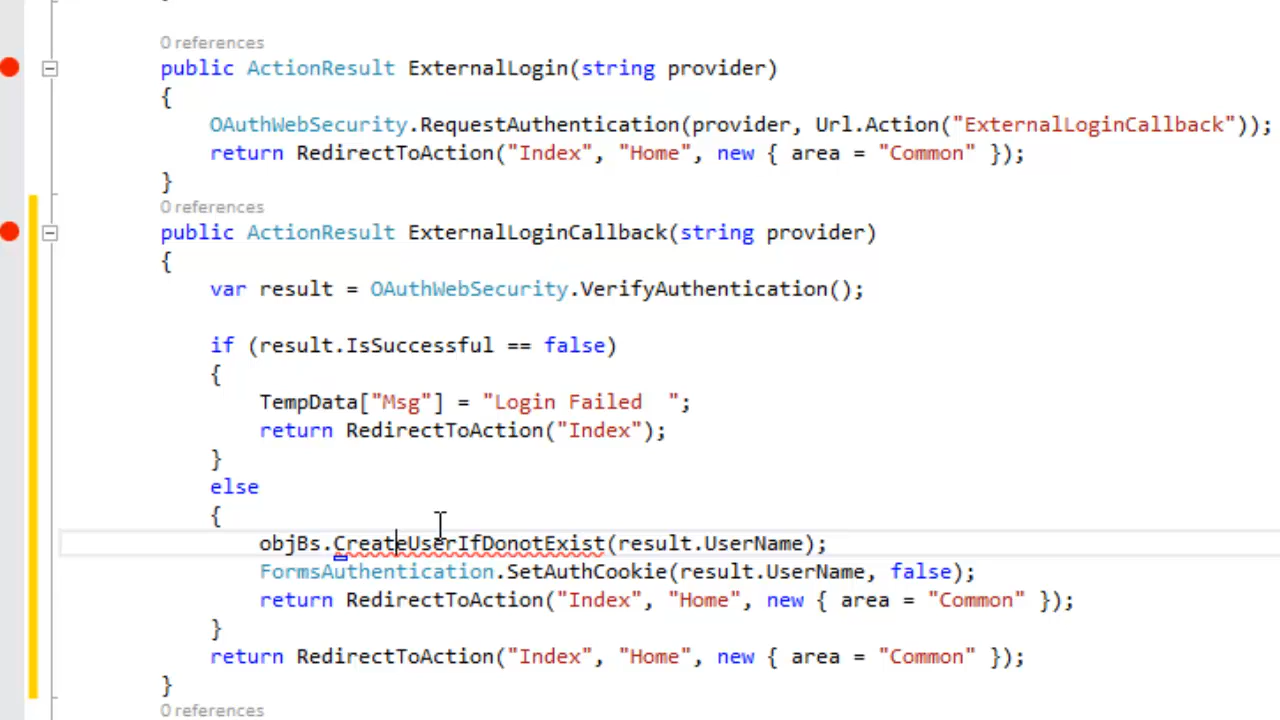 0 references
public ActionResult ExternalLogin(string provider)
{
OAuthWebSecurity.RequestAuthentication(provider, Url.Action("ExternalLoginCallback"));
return RedirectToAction("Index", "Home", new { area = "Common" });
}
0 references
public ActionResult ExternalLoginCallback(string provider)
{
var result = OAuthWebSecurity.VerifyAuthentication();
if (result.IsSuccessful == false)
{
TempData["Msg"] = "Login Failed  ";
return RedirectToAction("Index");
}
else
{
objBs.CreateUserIfDonotExist(result.UserName);
FormsAuthentication.SetAuthCookie(result.UserName, false);
return RedirectToAction("Index", "Home", new { area = "Common" });
}
return RedirectToAction("Index", "Home", new { area = "Common" });
}
0 references